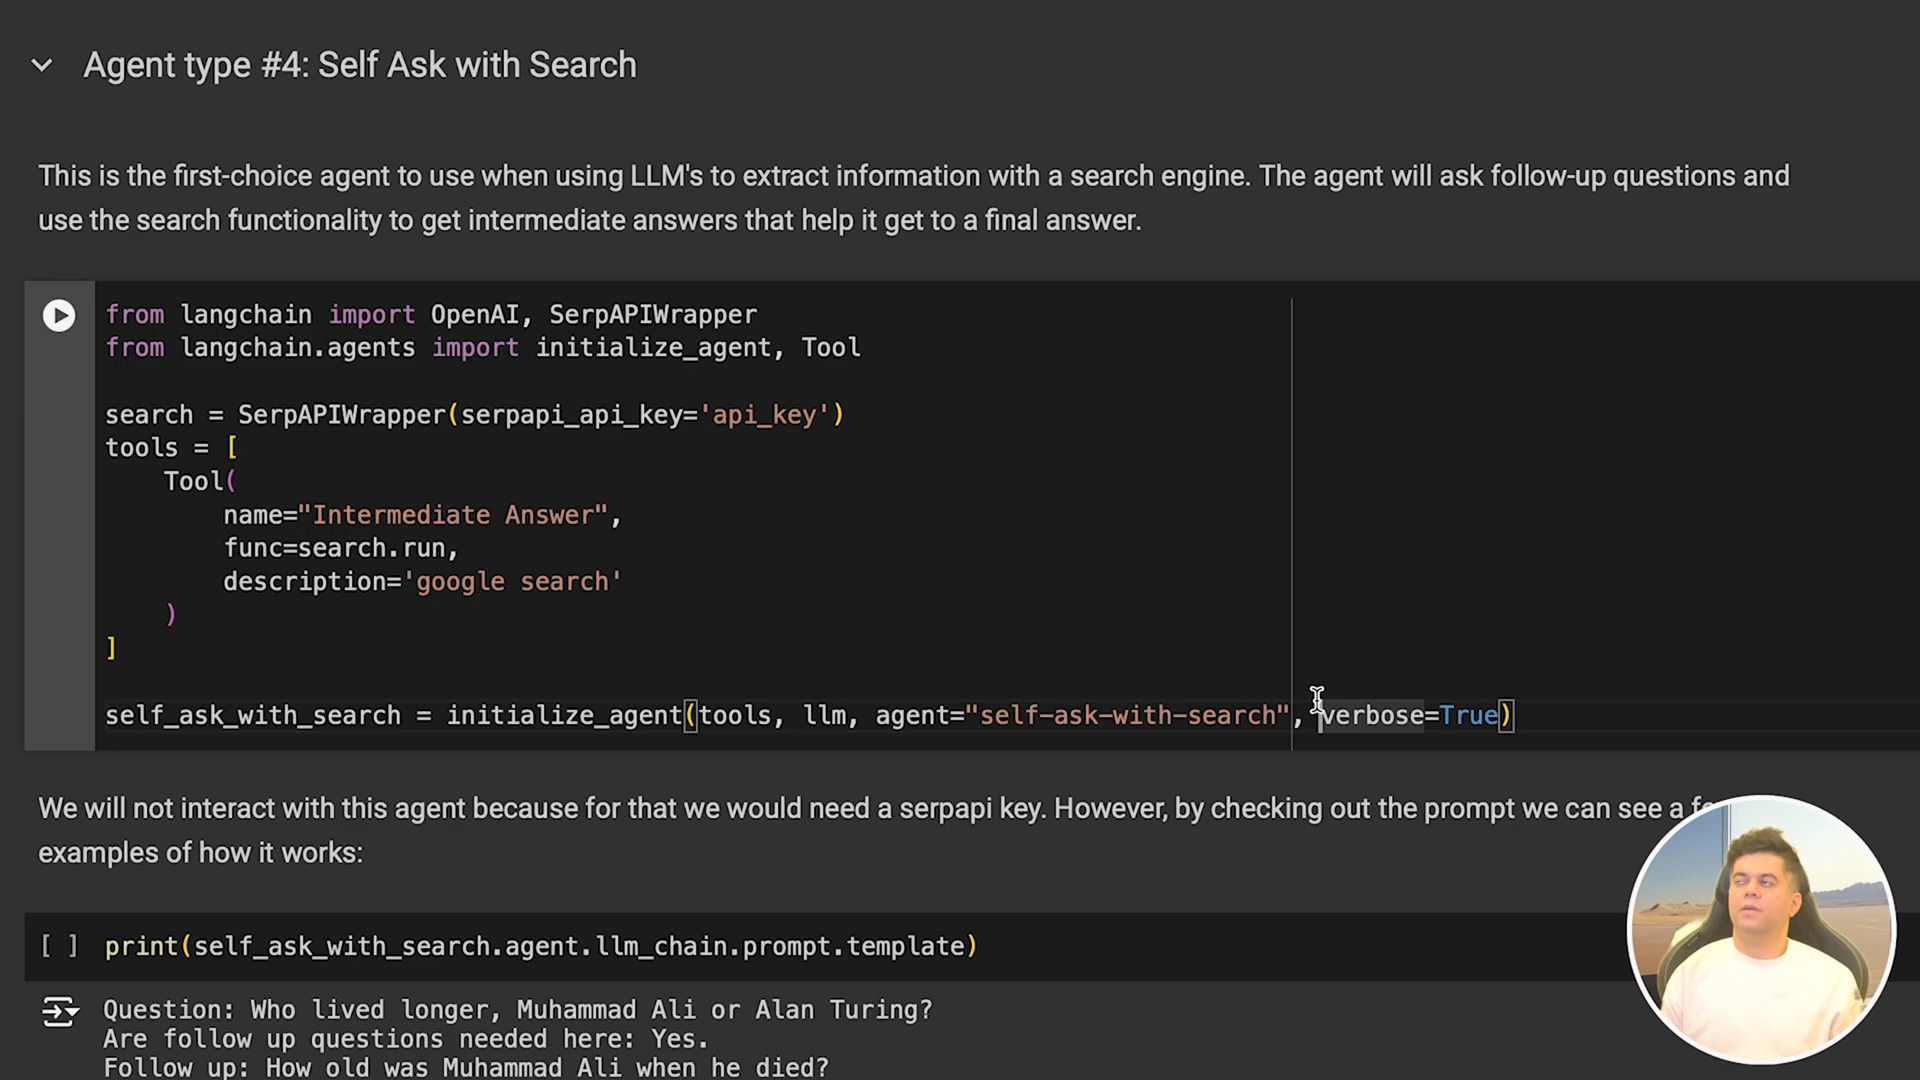 Agent type #4: Self Ask with Search
This is the first-choice agent to use when using LLM's to extract information with a search engine. The agent will ask follow-up questions and
use the search functionality to get intermediate answers that help it get to a final answer.
from langchain import OpenAI, SerpAPIWrapper
from langchain.agents import initialize_agent, Tool
search = SerpAPIWrapper(serpapi_api_key='api_key')
tools = [
Tool(
name="Intermediate Answer",
func=search.run,
description='google search'
)
]
self_ask_with_search = initialize_agent(tools, llm, agent="self-ask-with-search", verbose=True)
We will not interact with this agent because for that we would need a serpapi key. However, by checking out the prompt we can see a
examples of how it works:
[ ] print(self_ask_with_search.agent.llm_chain.prompt.template)
Question: Who lived longer, Muhammad Ali or Alan Turing?
Are follow up questions needed here: Yes.
Follow up: How old was Muhammad Ali when he died?